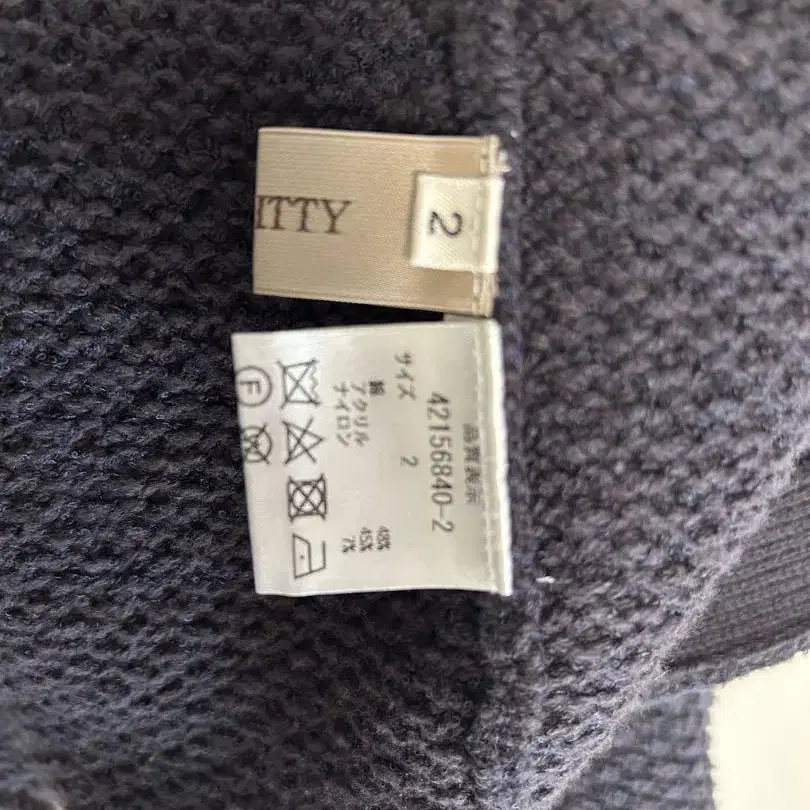 ITTY
2
品質表示
42156840-2
サイズ 2
綿 48%
アクリル 45%
ナイロン 7%
F